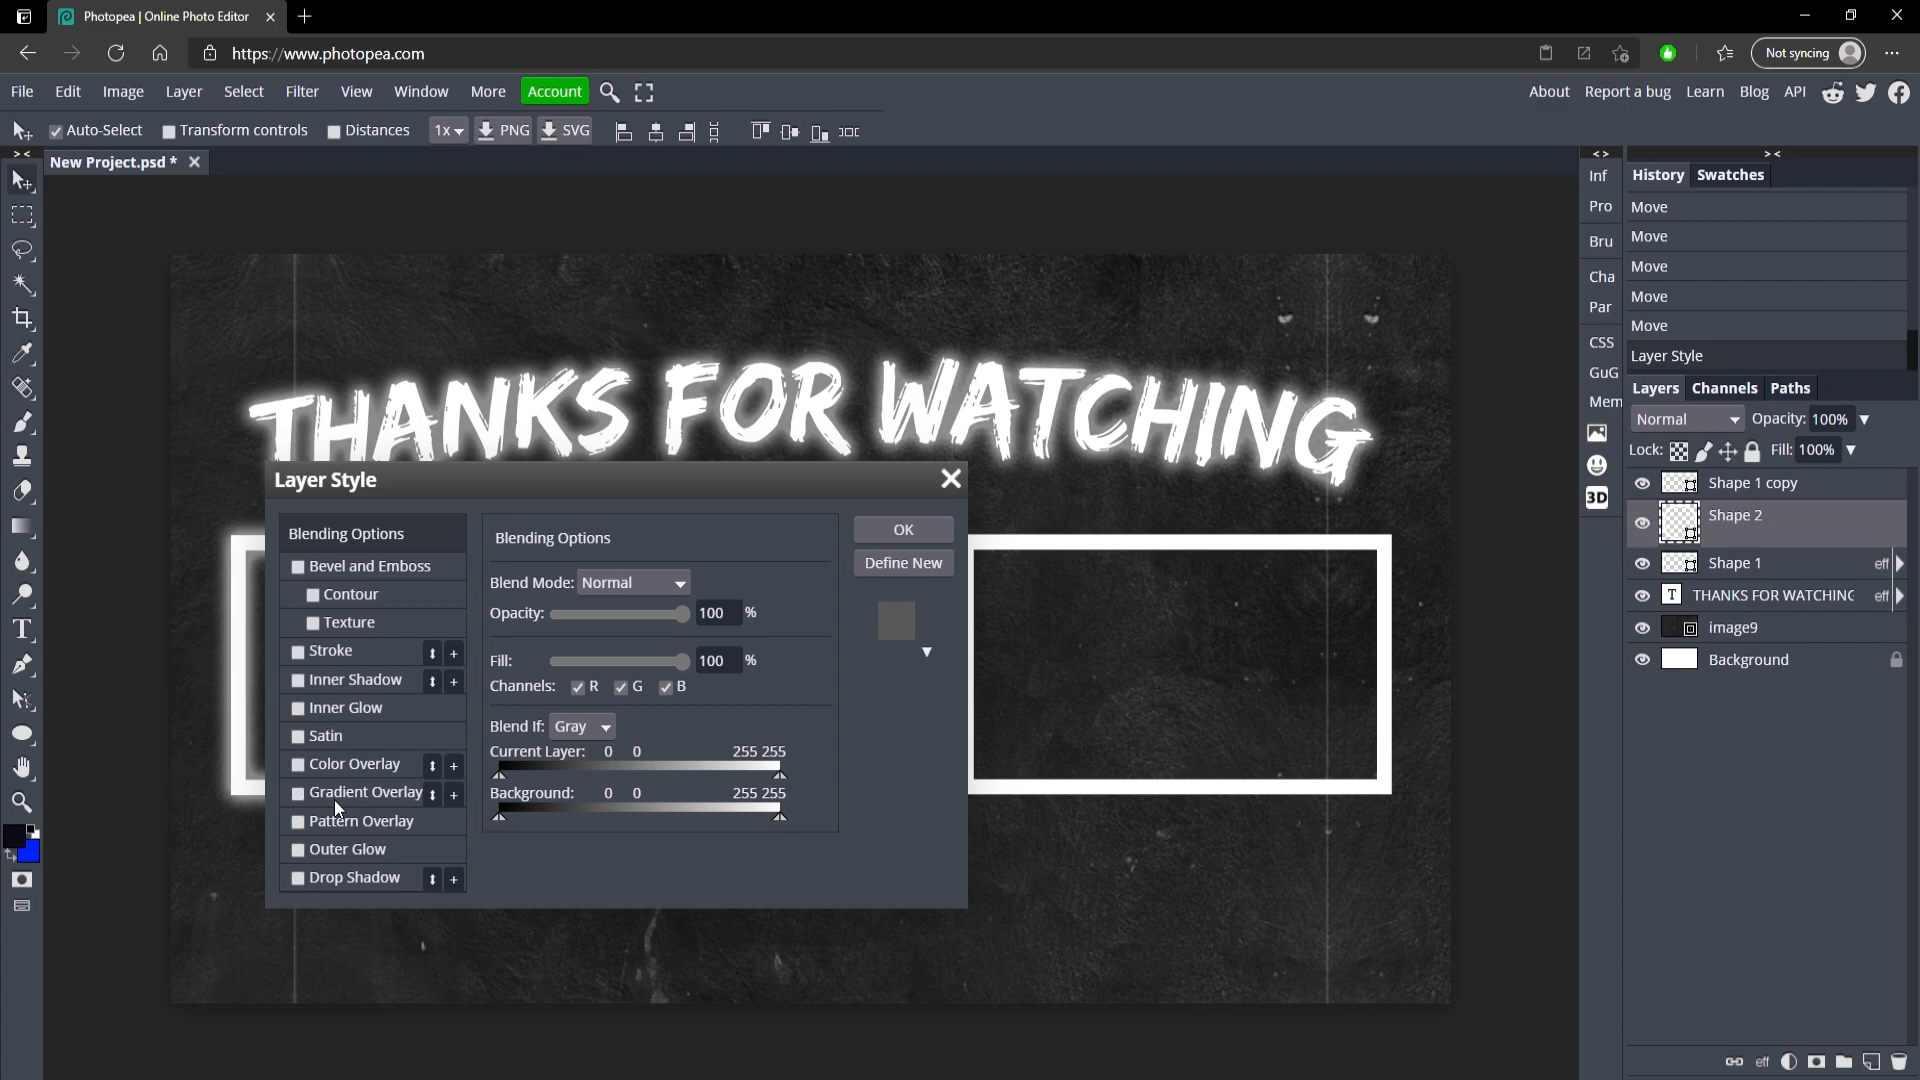 Photopea | Online Photo Editor
https://www.photopea.com
Not syncing
File Edit Image Layer Select Filter View Window More Account
About Report a bug Learn Blog API
Auto-Select Transform controls Distances 1x PNG SVG
> <
New Project.psd *
< >
> <
Inf
Pro
Bru
Cha
Par
CSS
GuG
Mem
3D
History Swatches
Move
Move
Move
Move
Move
Layer Style
Layers Channels Paths
Normal Opacity: 100%
Lock: Fill: 100%
Shape 1 copy
Shape 2
Shape 1 eff
T THANKS FOR WATCHING eff
image9
Background
eff
THANKS FOR WATCHING
Layer Style
Blending Options
Bevel and Emboss
Contour
Texture
Stroke +
Inner Shadow +
Inner Glow
Satin
Color Overlay +
Gradient Overlay +
Pattern Overlay
Outer Glow
Drop Shadow +
Blending Options
Blend Mode: Normal
Opacity: 100 %
Fill: 100 %
Channels: R G B
Blend If: Gray
Current Layer: 0 0 255 255
Background: 0 0 255 255
OK
Define New